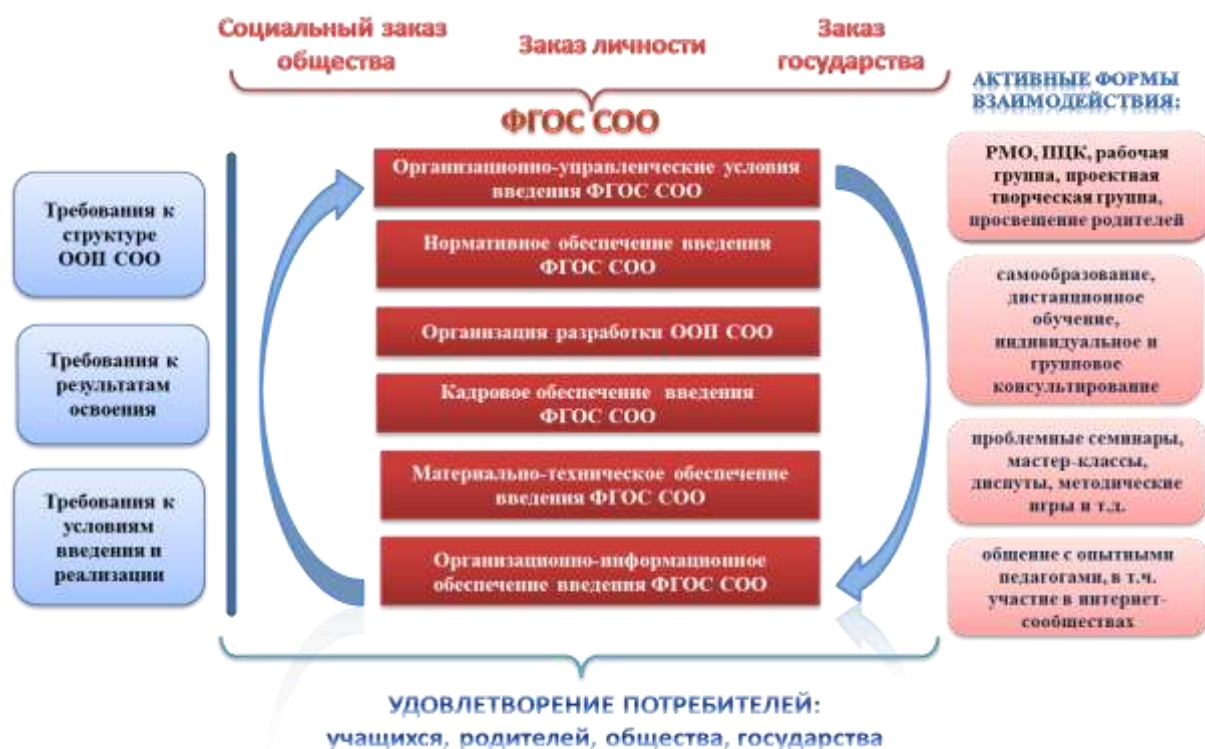 Социальный заказ
общества
Заказ личности
Заказ
государства
ФГОС СОО
Требования к
структуре
ООП СОО
Требования к
результатам
освоения
Требования к
условиям
введения и
реализации
Организационно-управленческие условия
введения ФГОС СОО
Нормативное обеспечение введения
ФГОС СОО
Организация разработки ООП СОО
Кадровое обеспечение введения
ФГОС СОО
Материально-техническое обеспечение
введения ФГОС СОО
Организационно-информационное
обеспечение введения ФГОС СОО
АКТИВНЫЕ ФОРМЫ
ВЗАИМОДЕЙСТВИЯ:
РМО, ПЦК, рабочая
группа, проектная
творческая группа,
просвещение родителей
самообразование,
дистанционное
обучение,
индивидуальное и
групповое
консультирование
проблемные семинары,
мастер-классы,
диспуты, методические
игры и т.д.
общение с опытными
педагогами, в т.ч.
участие в интернет-
сообществах
УДОВЛЕТВОРЕНИЕ ПОТРЕБИТЕЛЕЙ:
учащихся, родителей, общества, государства